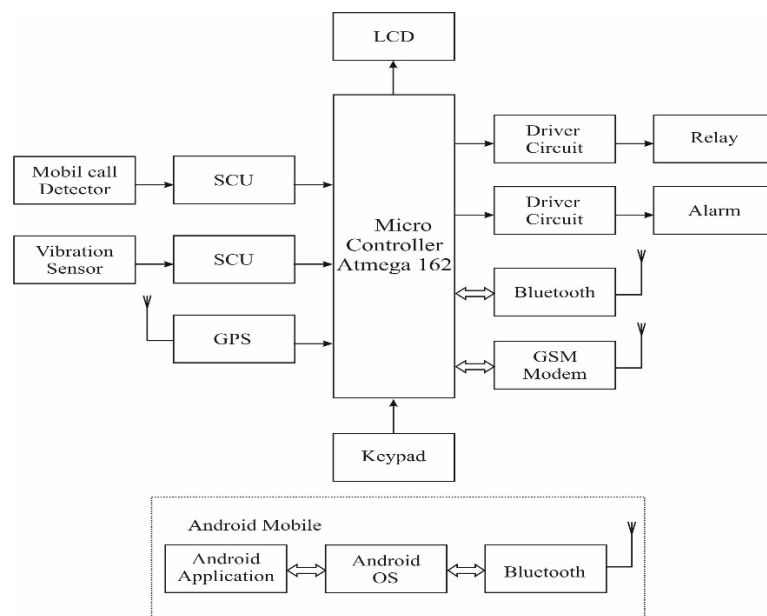 LCD
Mobil call
Detector
SCU
Vibration
Sensor
SCU
GPS
Micro
Controller
Atmega 162
Driver
Circuit
Relay
Driver
Circuit
Alarm
Bluetooth
GSM
Modem
Keypad
Android Mobile
Android
Application
Android
OS
Bluetooth